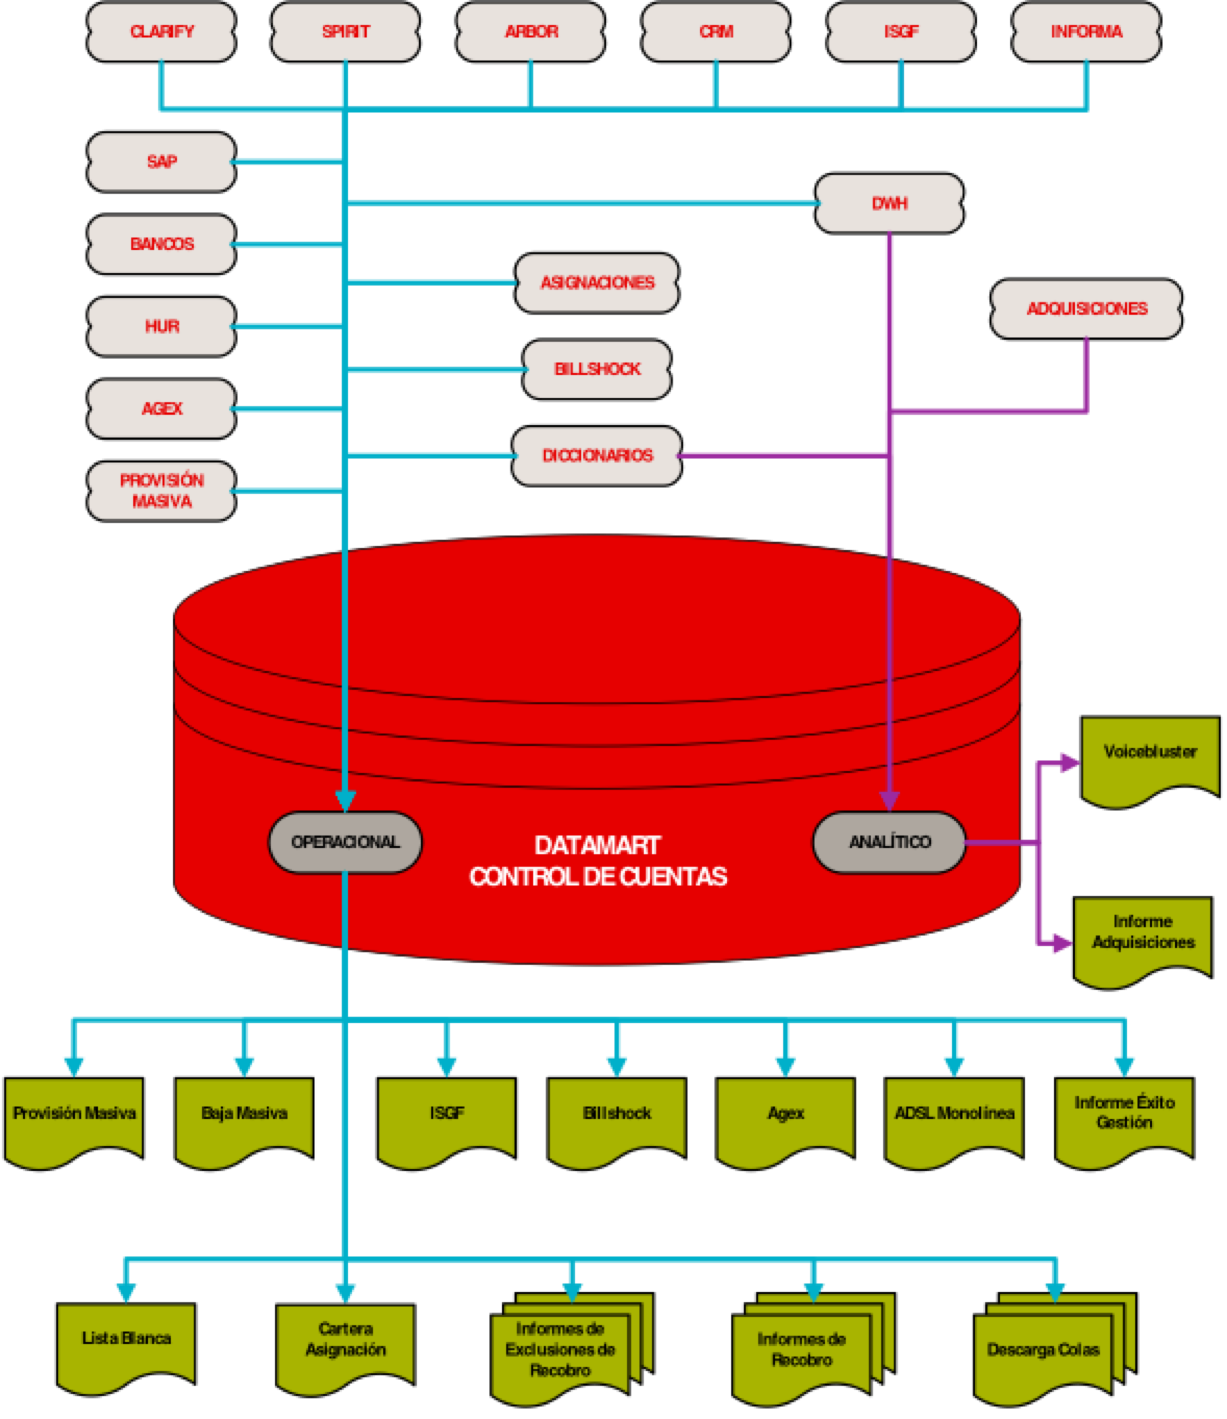 CLARIFY
SPIRIT
ARBOR
CRM
ISGF
INFORMA
SAP
DWH
BANCOS
ASIGNACIONES
ADQUISICIONES
HUR
BILLSHOCK
AGEX
DICCIONARIOS
PROVISIÓN
MASIVA
Voicebluster
OPERACIONAL
DATAMART
CONTROL DE CUENTAS
ANALÍTICO
Informe
Adquisiciones
Provisión Masiva
Baja Masiva
ISGF
Billshock
Agex
ADSL Monolínea
Informe Éxito
Gestión
Lista Blanca
Cartera
Asignación
Informes de
Exclusiones de
Recobro
Informes de
Recobro
Descarga Colas